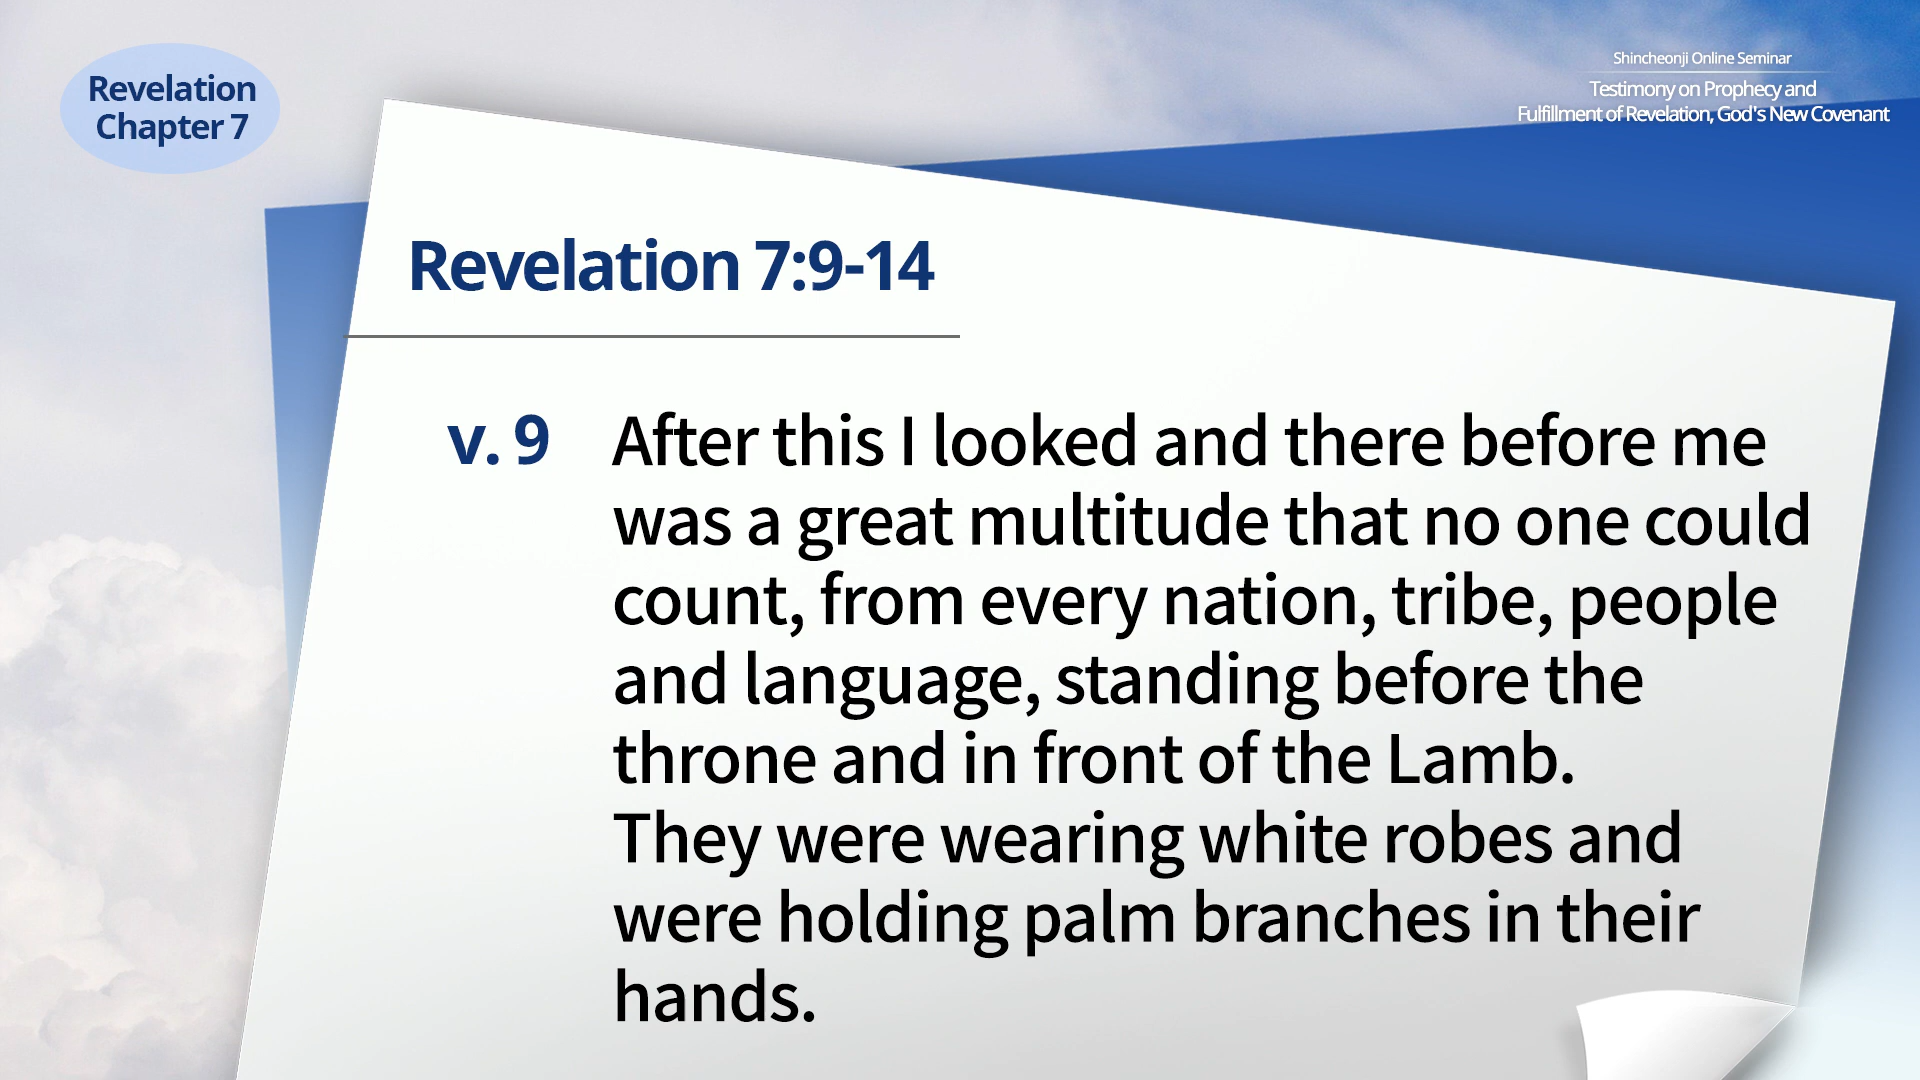 Revelation
Chapter 7
Shincheonji Online Seminar
Testimony on Prophecy and
Fulfillment of Revelation, God's New Covenant
Revelation 7:9-14
v. 9 After this I looked and there before me
was a great multitude that no one could
count, from every nation, tribe, people
and language, standing before the
throne and in front of the Lamb.
They were wearing white robes and
were holding palm branches in their
hands.